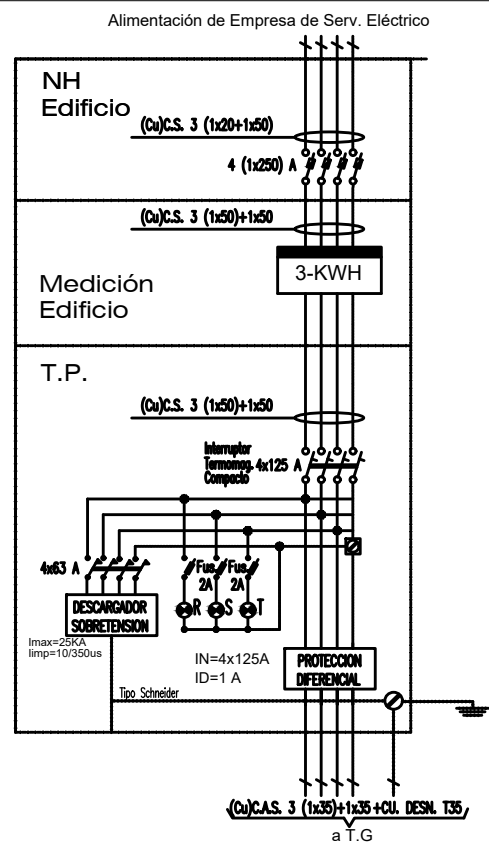 Alimentación de Empresa de Serv. Eléctrico
NH
Edificio
(Cu)C.S. 3 (1x20+1x50)
4 (1x250) A
(Cu)C.S. 3 (1x50)+1x50
3-KWH
Medición
Edificio
T.P.
(Cu)C.S. 3 (1x50)+1x50
Interruptor
Termomag. 4x125 A
Compacto
4x63 A
Fus.
2A
Fus.
2A
R
S
T
DESCARGADOR
SOBRETENSION
Imax=25KA
Iimp=10/350us
IN=4x125A
ID=1 A
PROTECCION
DIFERENCIAL
Tipo Schneider
(Cu)C.A.S. 3 (1x35)+1x35+CU. DESN. T35
a T.G